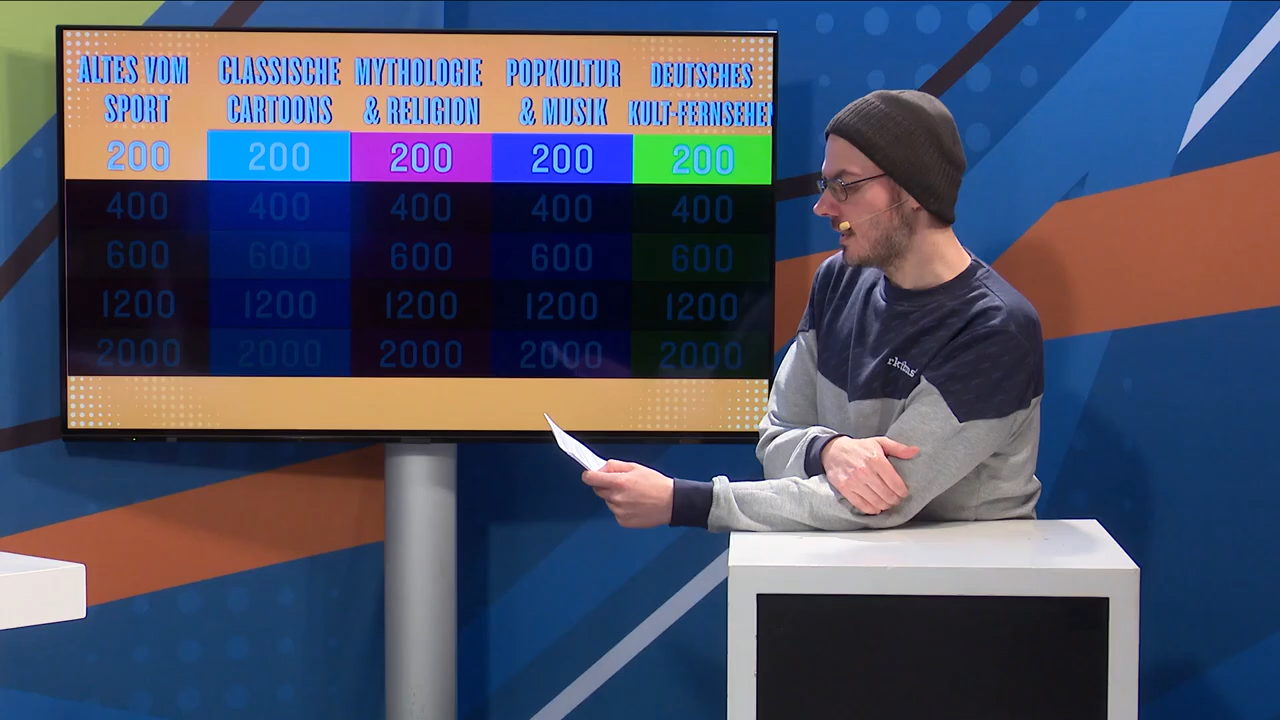 ALTES VOM CLASSISCHE MYTHOLOGIE POPKULTUR DEUTSCHES
SPORT CARTOONS & RELIGION & MUSIK KULT-FERNSEHEN
200 200 200 200 200
400 400 400 400 400
600 600 600 600 600
1200 1200 1200 1200 1200
2000 2000 2000 2000 2000